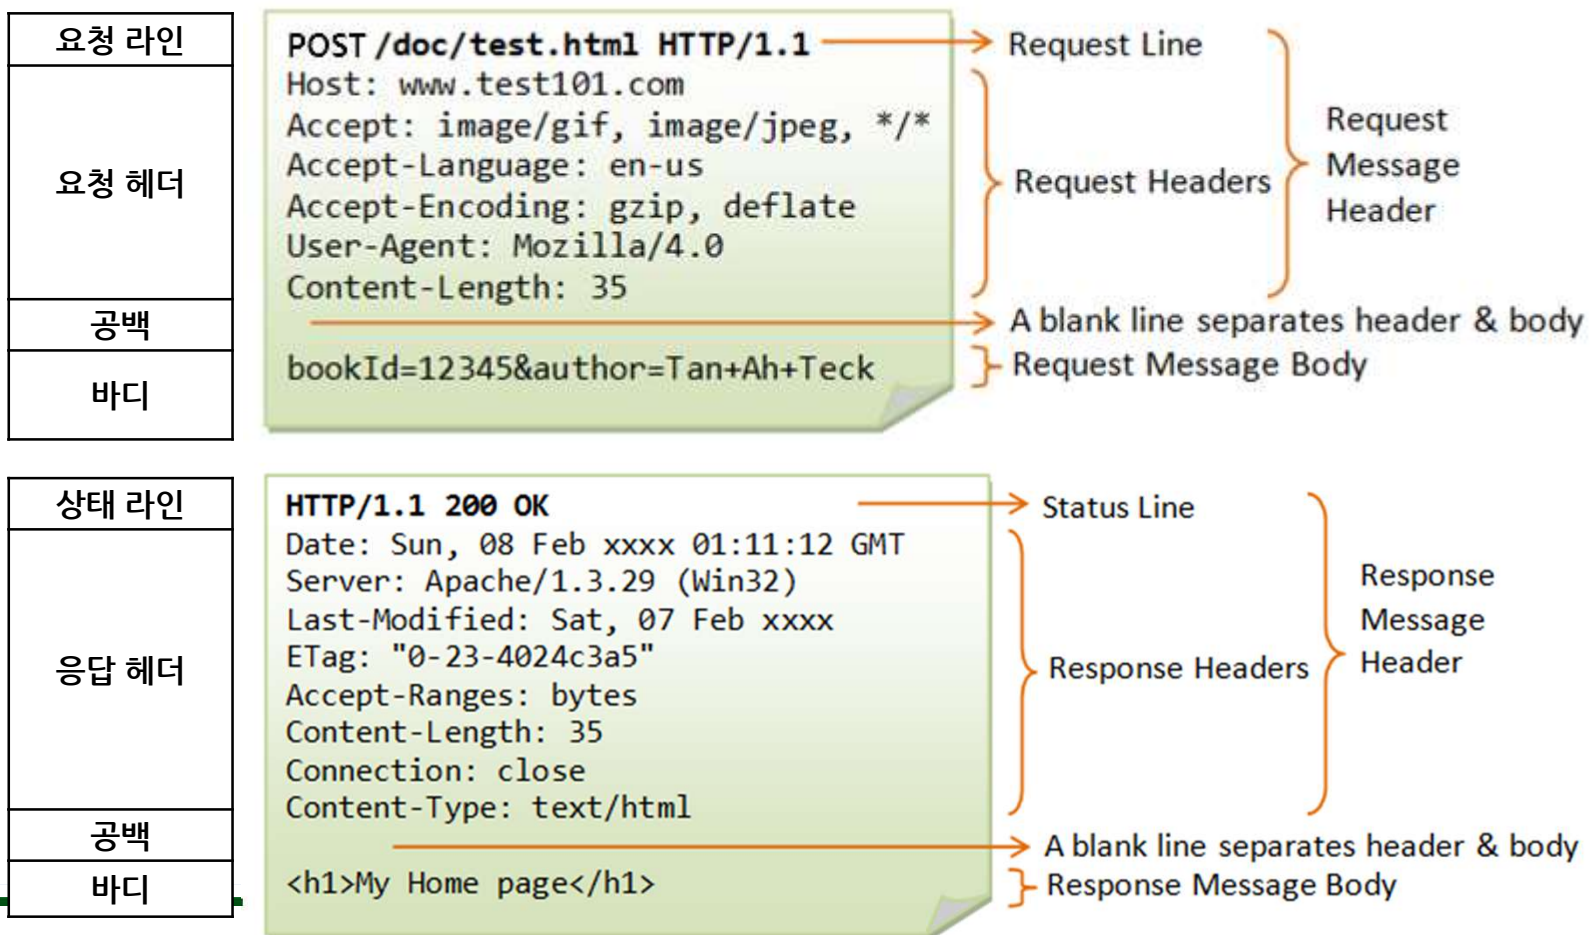 요청 라인
요청 헤더
공백
바디
POST /doc/test.html HTTP/1.1
Host: www.test101.com
Accept: image/gif, image/jpeg, */*
Accept-Language: en-us
Accept-Encoding: gzip, deflate
User-Agent: Mozilla/4.0
Content-Length: 35
bookId=12345&author=Tan+Ah+Teck
Request Line
Request Headers
Request
Message
Header
A blank line separates header & body
Request Message Body
상태 라인
응답 헤더
공백
바디
HTTP/1.1 200 OK
Date: Sun, 08 Feb xxxx 01:11:12 GMT
Server: Apache/1.3.29 (Win32)
Last-Modified: Sat, 07 Feb xxxx
ETag: "0-23-4024c3a5"
Accept-Ranges: bytes
Content-Length: 35
Connection: close
Content-Type: text/html
<h1>My Home page</h1>
Status Line
Response Headers
Response
Message
Header
A blank line separates header & body
Response Message Body